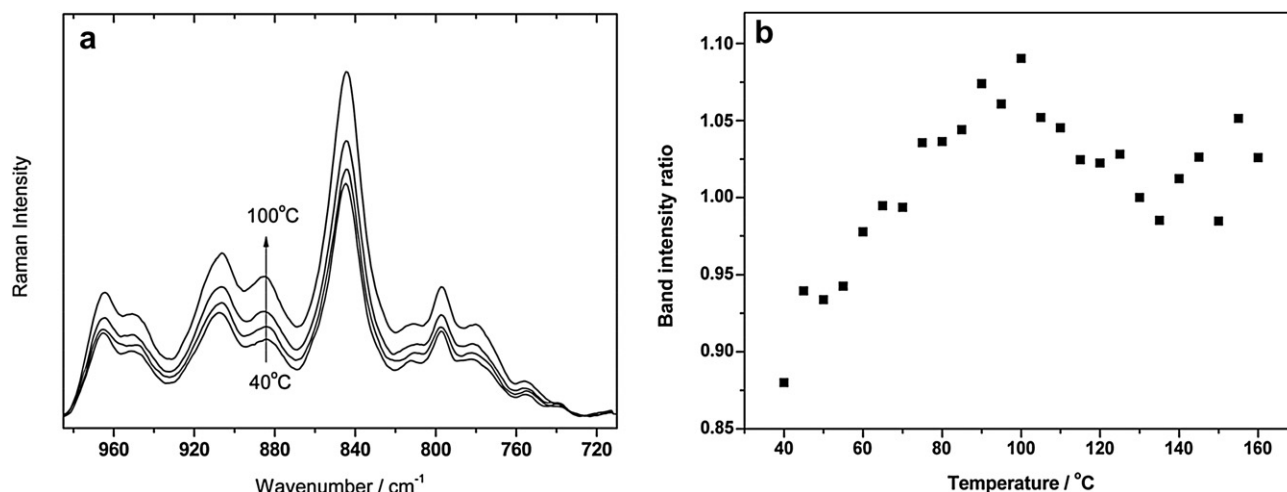 a
Raman Intensity
100°C
40°C
960 920 880 840 800 760 720
Wavenumber / cm⁻¹
b
Band intensity ratio
1.10
1.05
1.00
0.95
0.90
0.85
40 60 80 100 120 140 160
Temperature / °C